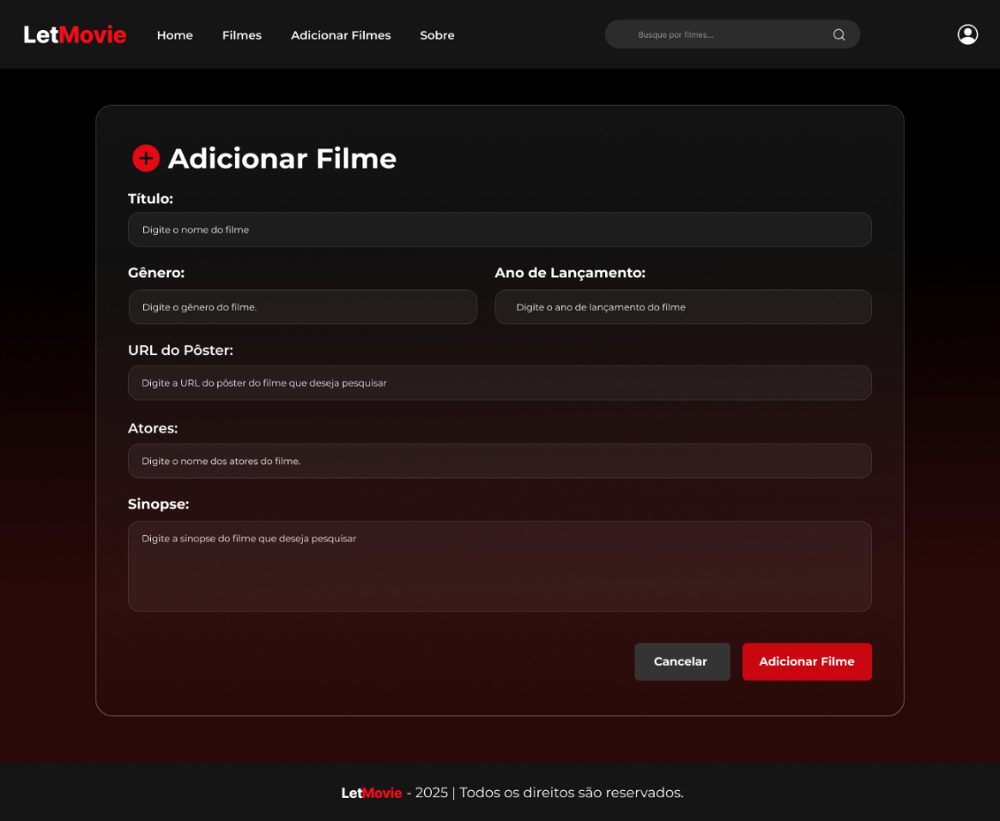 LetMovie Home Filmes Adicionar Filmes Sobre Busque por filmes...
Adicionar Filme
Título:
Digite o nome do filme
Gênero: Ano de Lançamento:
Digite o gênero do filme. Digite o ano de lançamento do filme
URL do Pôster:
Digite a URL do pôster do filme que deseja pesquisar
Atores:
Digite o nome dos atores do filme.
Sinopse:
Digite a sinopse do filme que deseja pesquisar
Cancelar Adicionar Filme
LetMovie - 2025 | Todos os direitos são reservados.